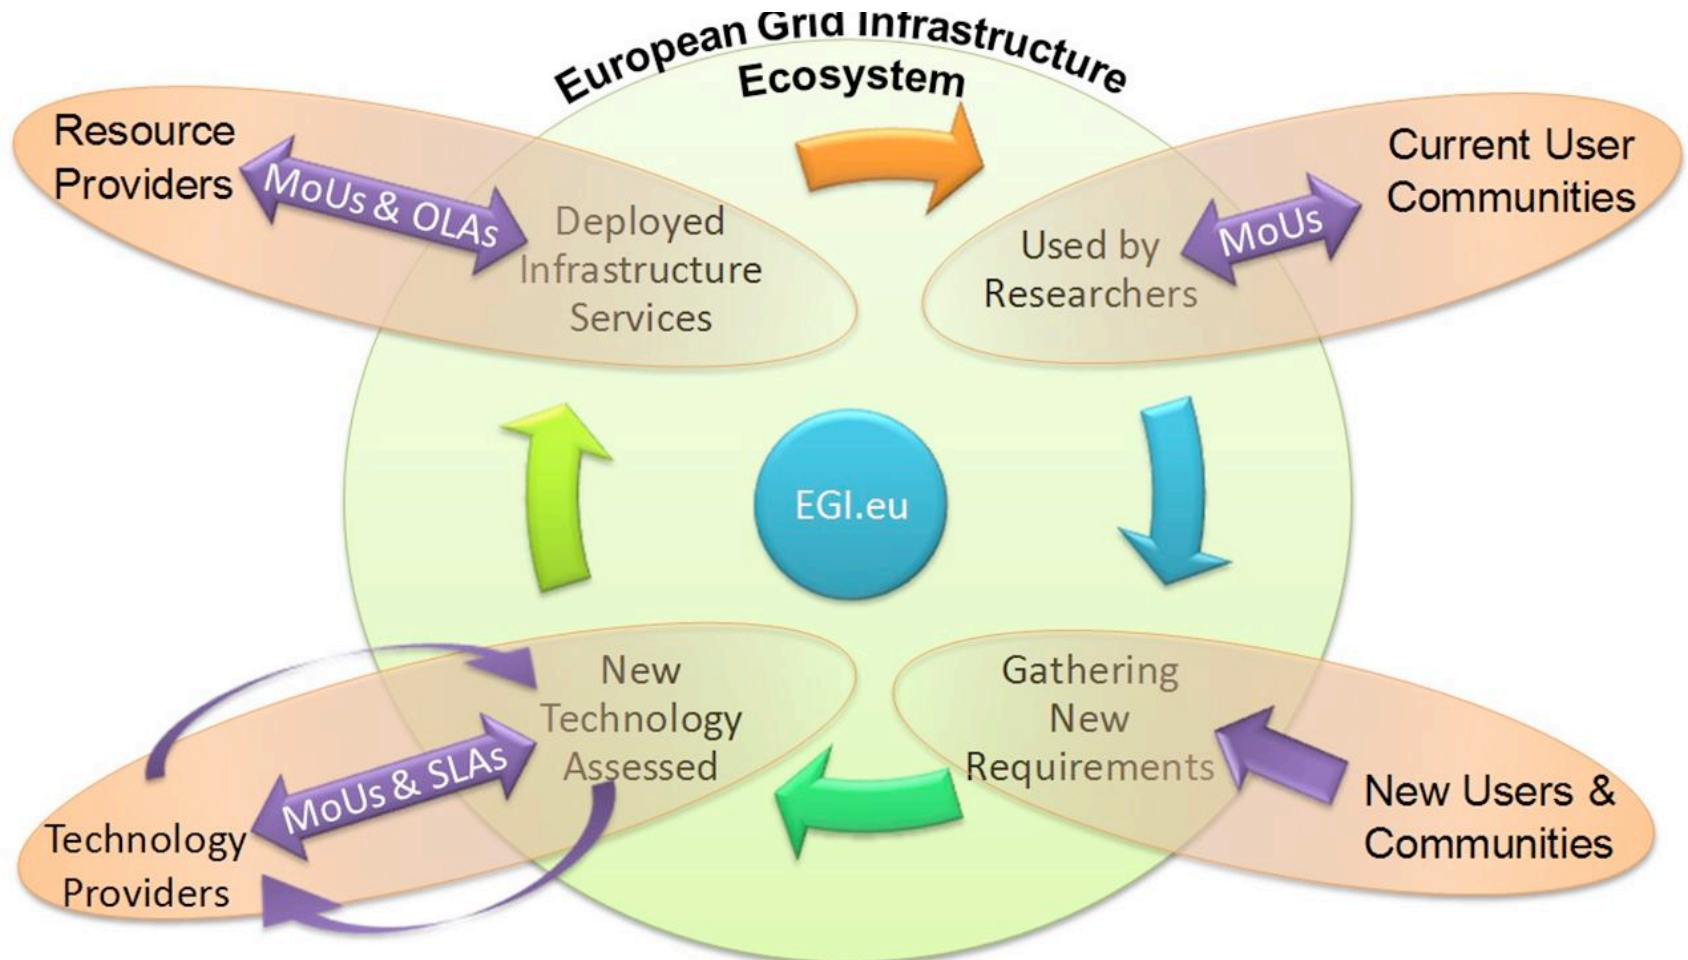 European Grid Infrastructure
Ecosystem
Resource
Providers
MoUs & OLAs
Deployed
Infrastructure
Services
Used by
Researchers
MoUs
Current User
Communities
EGI.eu
New
Technology
Assessed
MoUs & SLAs
Technology
Providers
Gathering
New
Requirements
New Users &
Communities